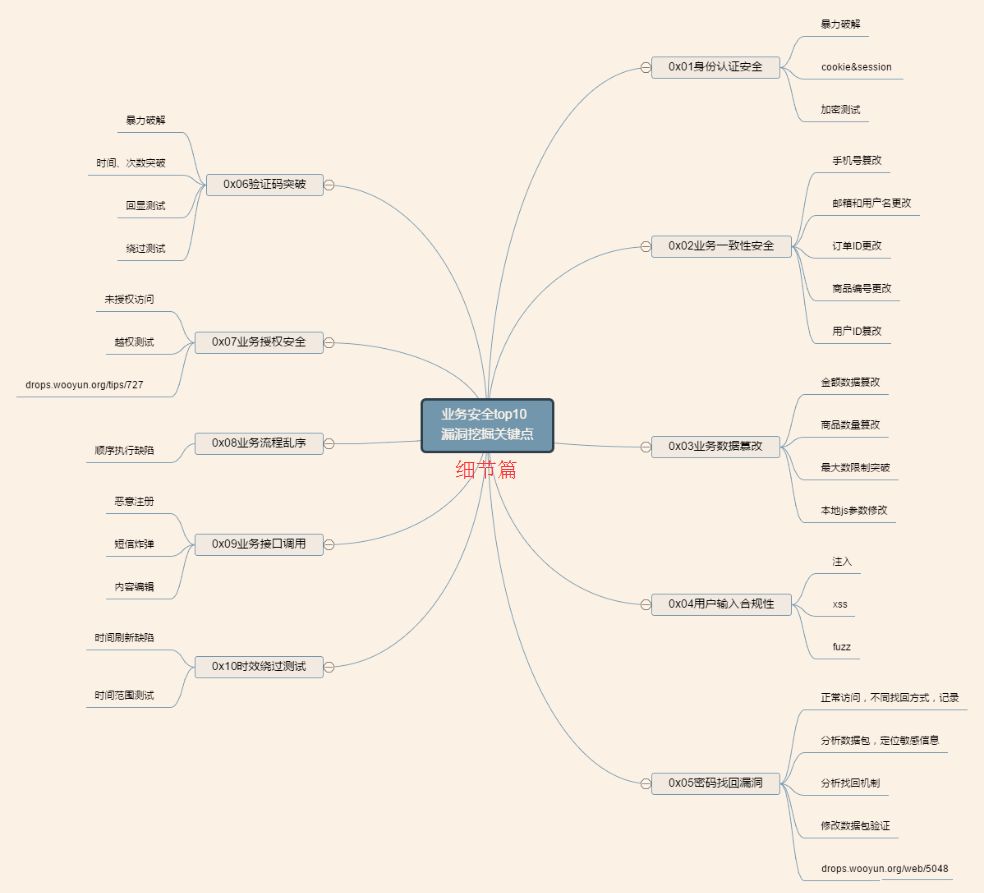 业务安全top10
漏洞挖掘关键点
细节篇
0x01身份认证安全
暴力破解
cookie&session
加密测试
0x02业务一致性安全
手机号篡改
邮箱和用户名更改
订单ID更改
商品编号更改
用户ID篡改
0x03业务数据篡改
金额数据篡改
商品数量篡改
最大数限制突破
本地js参数修改
0x04用户输入合规性
注入
xss
fuzz
0x05密码找回漏洞
正常访问，不同找回方式，记录
分析数据包，定位敏感信息
分析找回机制
修改数据包验证
drops.wooyun.org/web/5048
0x06验证码突破
暴力破解
时间、次数突破
回显测试
绕过测试
0x07业务授权安全
未授权访问
越权测试
drops.wooyun.org/tips/727
0x08业务流程乱序
顺序执行缺陷
0x09业务接口调用
恶意注册
短信炸弹
内容编辑
0x10时效绕过测试
时间刷新缺陷
时间范围测试